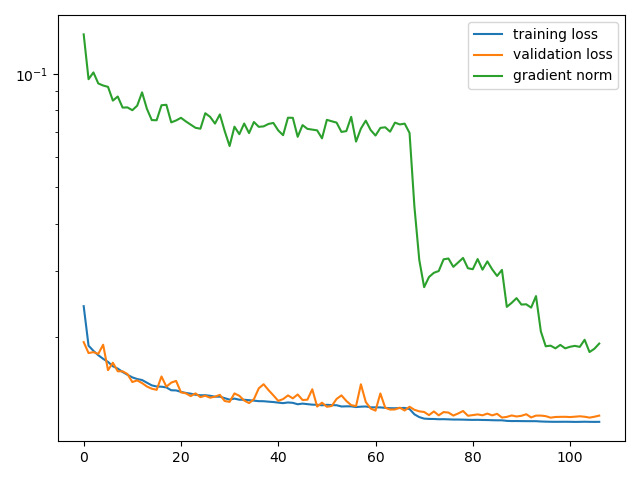 training loss
validation loss
gradient norm
10⁻¹
0 20 40 60 80 100